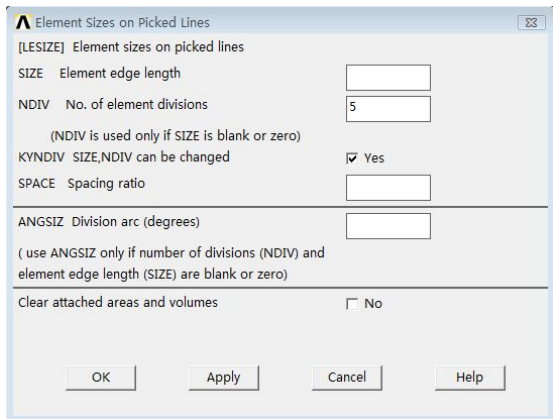 Element Sizes on Picked Lines
[LESIZE] Element sizes on picked lines
SIZE Element edge length
NDIV No. of element divisions 5
(NDIV is used only if SIZE is blank or zero)
KYNDIV SIZE,NDIV can be changed Yes
SPACE Spacing ratio
ANGSIZ Division arc (degrees)
( use ANGSIZ only if number of divisions (NDIV) and
element edge length (SIZE) are blank or zero)
Clear attached areas and volumes No
OK Apply Cancel Help